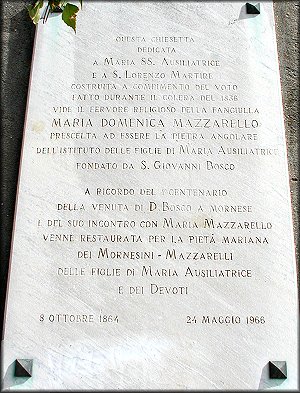 QUESTA CHIESETTA
DEDICATA
A MARIA SS. AUSILIATRICE
E A S. LORENZO MARTIRE
COSTRUITA A COMPIMENTO DEL VOTO
FATTO DURANTE IL COLERA DEL 1836
VIDE IL FERVORE RELIGIOSO DELLA FANCIULLA
MARIA DOMENICA MAZZARELLO
PRESCELTA AD ESSERE LA PIETRA ANGOLARE
DELL'ISTITUTO DELLE FIGLIE DI MARIA AUSILIATRICE
FONDATO DA S. GIOVANNI BOSCO
A RICORDO DEL I° CENTENARIO
DELLA VENUTA DI D. BOSCO A MORNESE
E DEL SUO INCONTRO CON MARIA MAZZARELLO
VENNE RESTAURATA PER LA PIETÀ MARIANA
DEI MORNESINI - MAZZARELLI
DELLE FIGLIE DI MARIA AUSILIATRICE
E DEI DEVOTI
8 OTTOBRE 1864 24 MAGGIO 1966